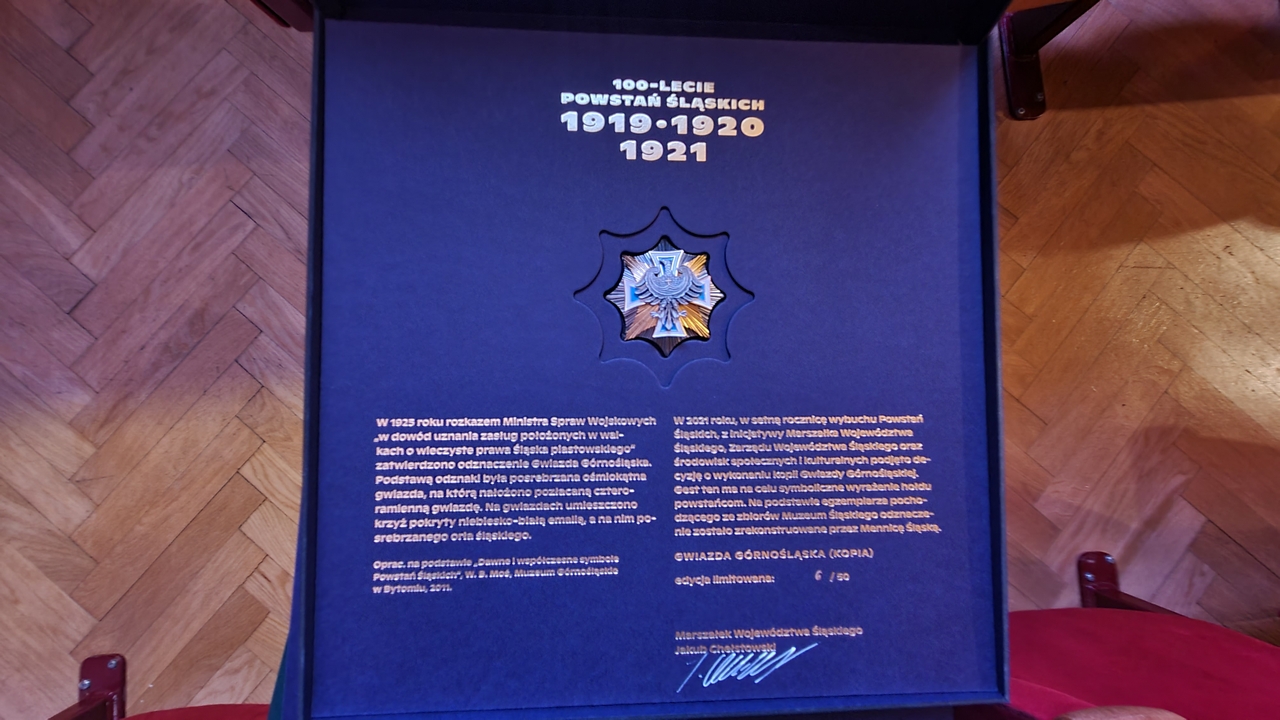 100-LECIE
POWSTAŃ ŚLĄSKICH
1919•1920
1921
W 1925 roku rozkazem Ministra Spraw Wojskowych
„w dowód uznania zasług położonych w wal-
kach o wieczyste prawa Śląska piastowskiego"
zatwierdzono odznaczenie Gwiazda Górnośląska.
Podstawą odznaki była posrebrzana ośmiokątna
gwiazda, na którą nałożono pozłacaną cztero-
ramienną gwiazdę. Na gwiazdach umieszczono
krzyż pokryty niebiesko-białą emalią, a na nim po-
srebrzanego orła śląskiego.
Oprac. na podstawie „Dawne i współczesne symbole
Powstań Śląskich", W. B. Moś, Muzeum Górnośląskie
w Bytomiu, 2011.
W 2021 roku, w setną rocznicę wybuchu Powstań
Śląskich, z inicjatywy Marszałka Województwa
Śląskiego, Zarządu Województwa Śląskiego oraz
środowisk społecznych i kulturalnych podjęto de-
cyzję o wykonaniu kopii Gwiazdy Górnośląskiej.
Gest ten ma na celu symboliczne wyrażenie hołdu
powstańcom. Na podstawie egzemplarza pocho-
dzącego ze zbiorów Muzeum Śląskiego odznacze-
nie zostało zrekonstruowane przez Mennicę Śląską.
GWIAZDA GÓRNOŚLĄSKA (KOPIA)
edycja limitowana: 6 / 50
Marszałek Województwa Śląskiego
Jakub Chełstowski